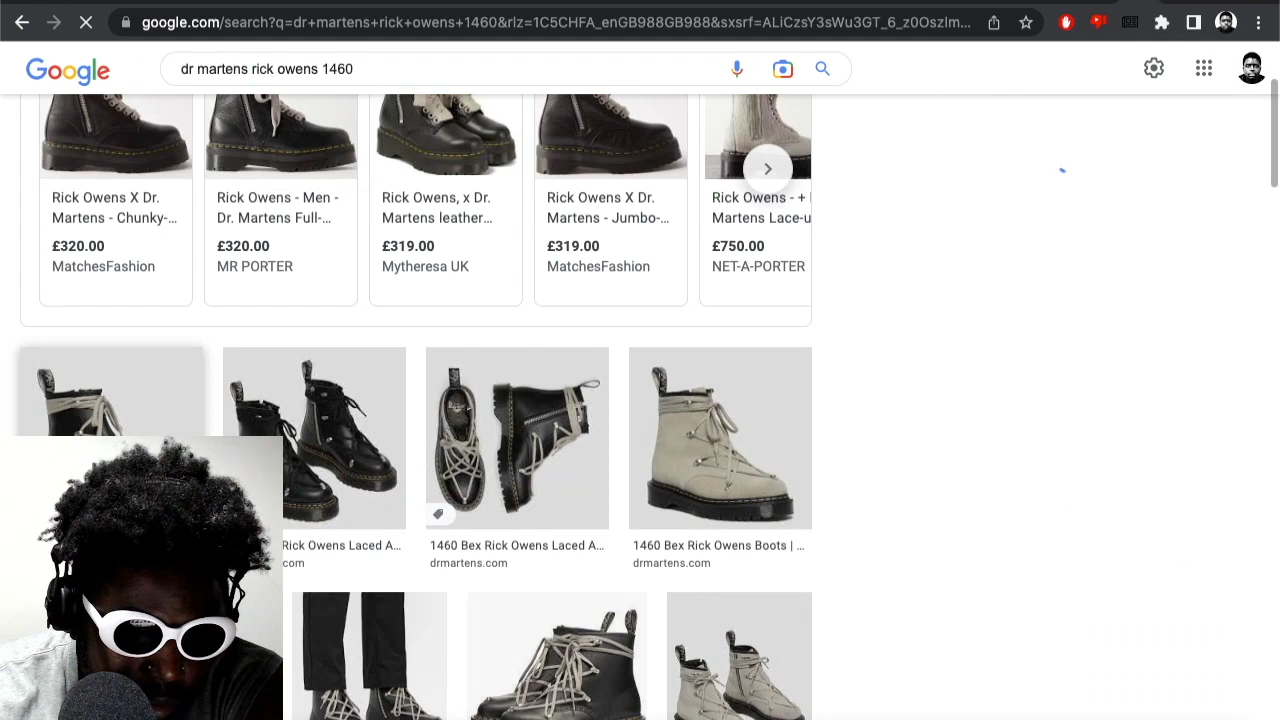 google.com/search?q=dr+martens+rick+owens+1460&rlz=1C5CHFA_enGB988GB988&sxsrf=ALiCzsY3sWu3GT_6_z0OszIm...
Google
dr martens rick owens 1460
Rick Owens X Dr.
Martens - Chunky-...
£320.00
MatchesFashion
Rick Owens - Men -
Dr. Martens Full-...
£320.00
MR PORTER
Rick Owens, x Dr.
Martens leather...
£319.00
Mytheresa UK
Rick Owens X Dr.
Martens - Jumbo-...
£319.00
MatchesFashion
Rick Owens - +
Martens Lace-u
£750.00
NET-A-PORTER
Rick Owens Laced A...
com
1460 Bex Rick Owens Laced A...
drmartens.com
1460 Bex Rick Owens Boots | ...
drmartens.com